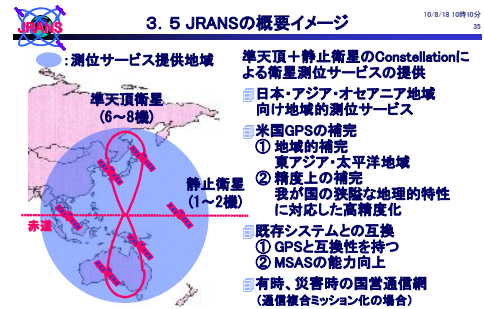 JRANS
３．５ JRANSの概要イメージ
10/8/18 10時10分
35
：測位サービス提供地域
準天頂衛星
（6～8機）
静止衛星
（1～2機）
赤道
準天頂＋静止衛星のConstellationに
よる衛星測位サービスの提供
日本・アジア・オセアニア地域
向け地域的測位サービス
米国GPSの補完
① 地域的補完
東アジア・太平洋地域
② 精度上の補完
我が国の狭隘な地理的特性
に対応した高精度化
既存システムとの互換
① GPSと互換性を持つ
② MSASの能力向上
有時、災害時の国営通信網
（通信複合ミッション化の場合）